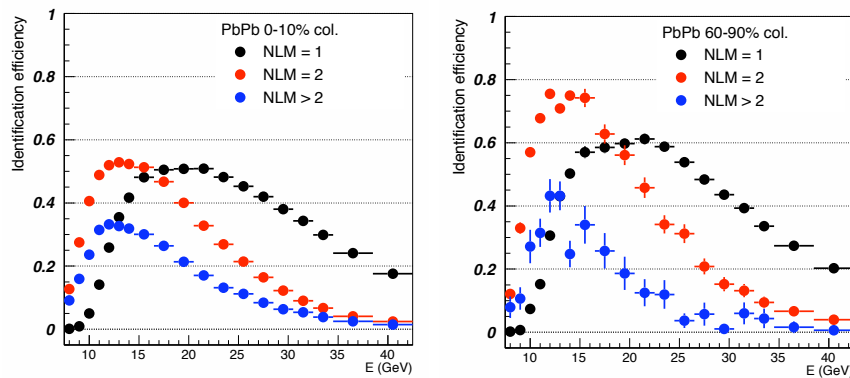 PbPb 0-10% col.
NLM = 1
NLM = 2
NLM > 2
Identification efficiency
1
0.8
0.6
0.4
0.2
0
10 15 20 25 30 35 40
E (GeV)
PbPb 60-90% col.
NLM = 1
NLM = 2
NLM > 2
Identification efficiency
1
0.8
0.6
0.4
0.2
0
10 15 20 25 30 35 40
E (GeV)